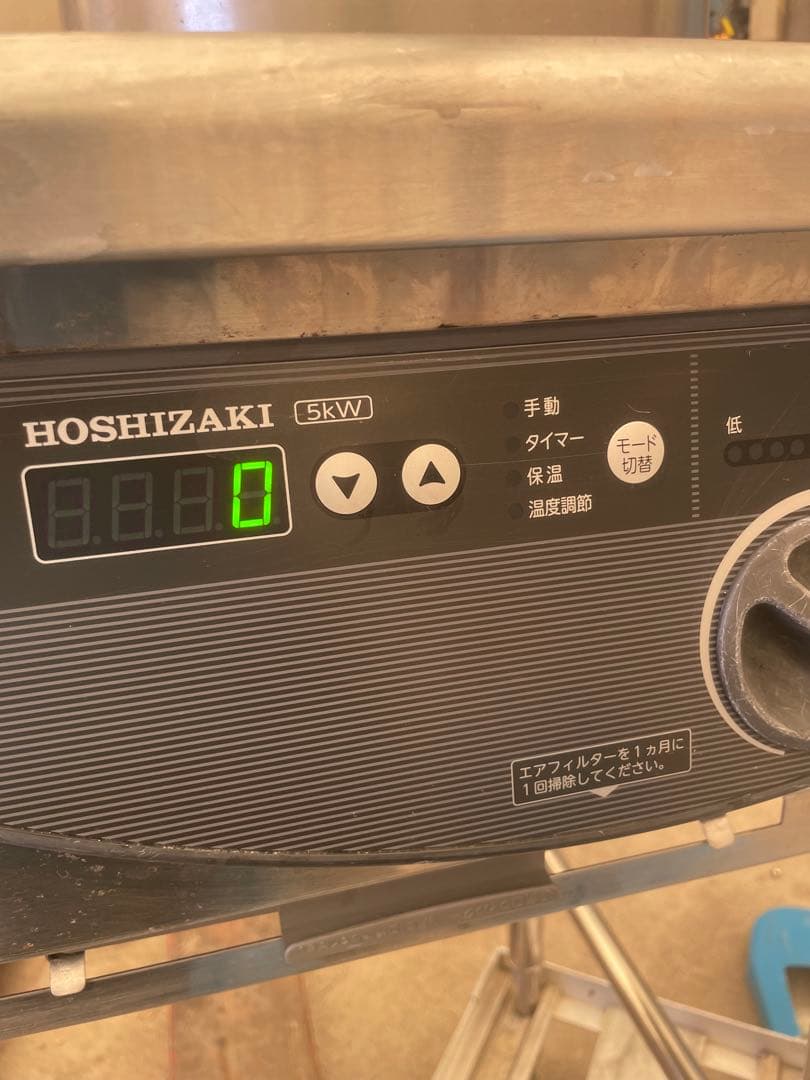 HOSHIZAKI
5kW
0
手動
タイマー
保温
温度調節
モード
切替
低
エアフィルターを1ヵ月に
1回掃除してください。